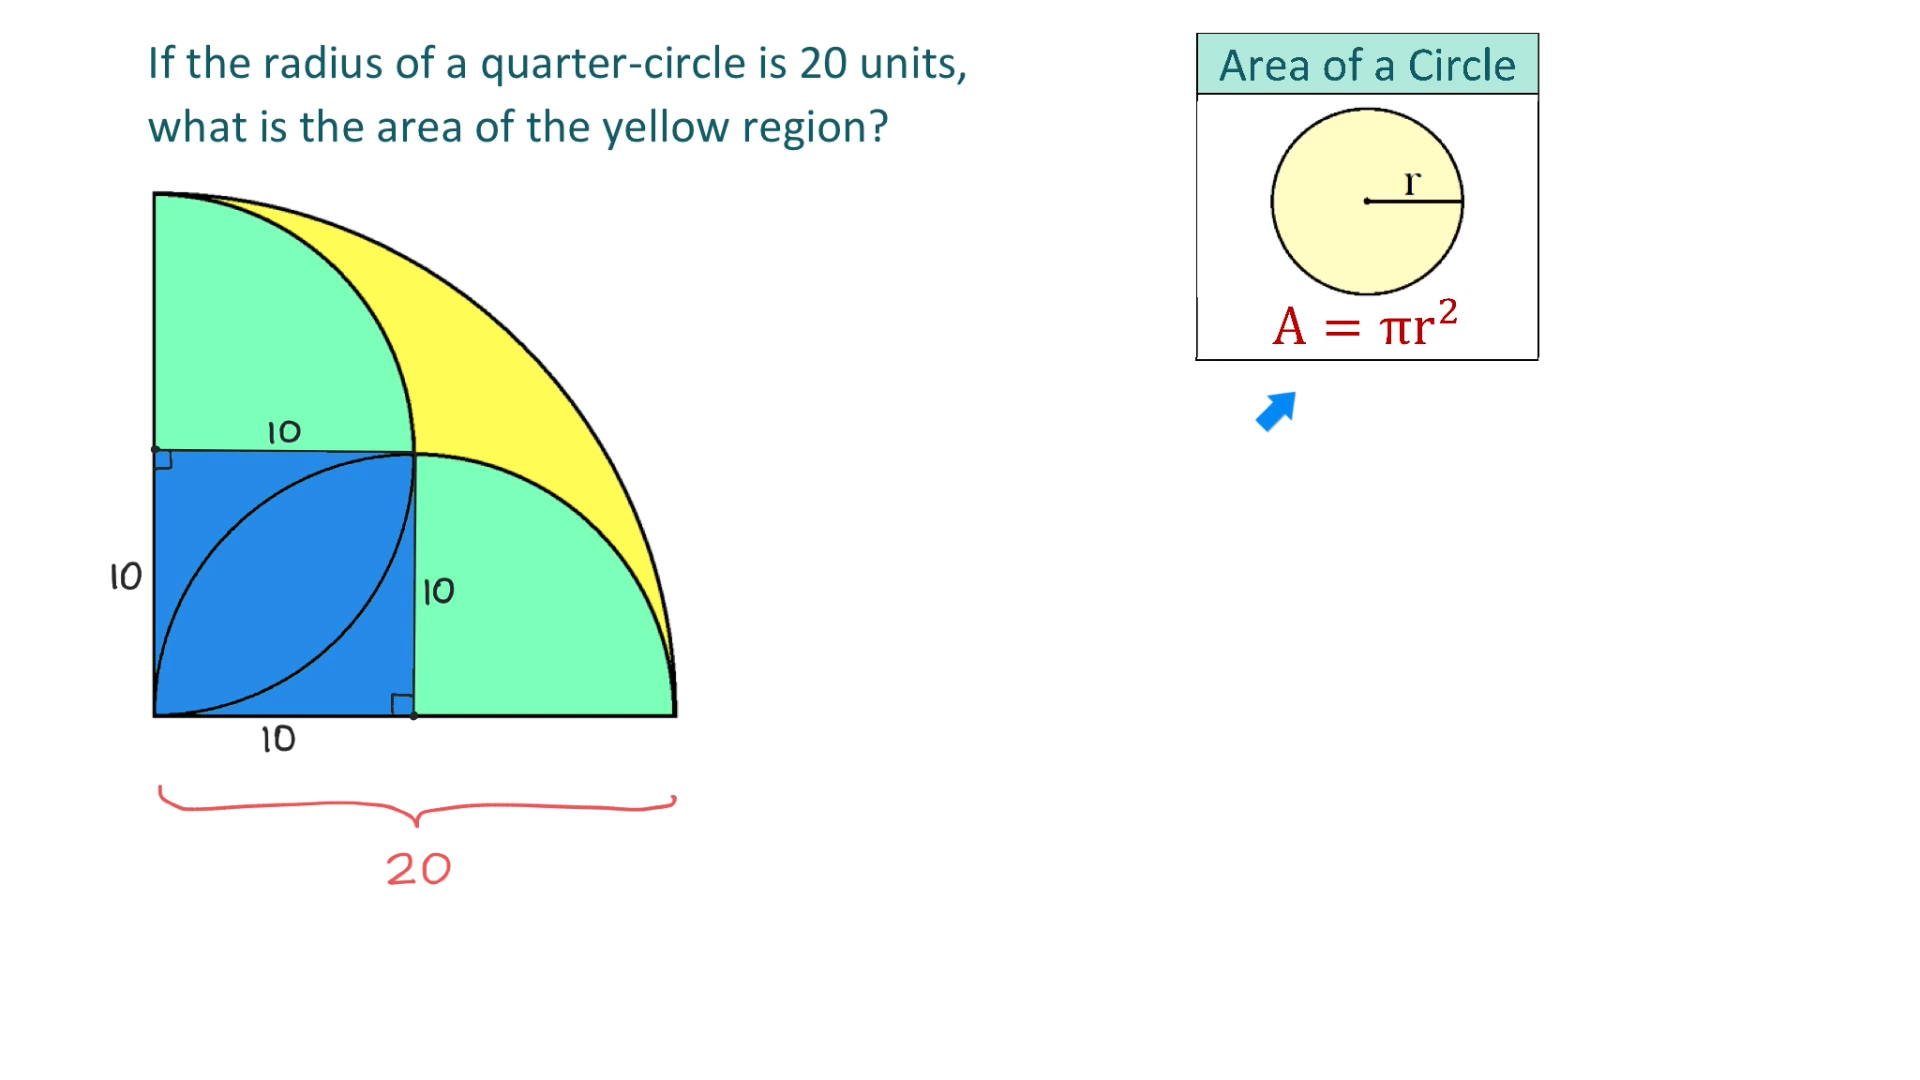 If the radius of a quarter-circle is 20 units,
what is the area of the yellow region?
Area of a Circle
r
A = πr²
10
10
10
10
20